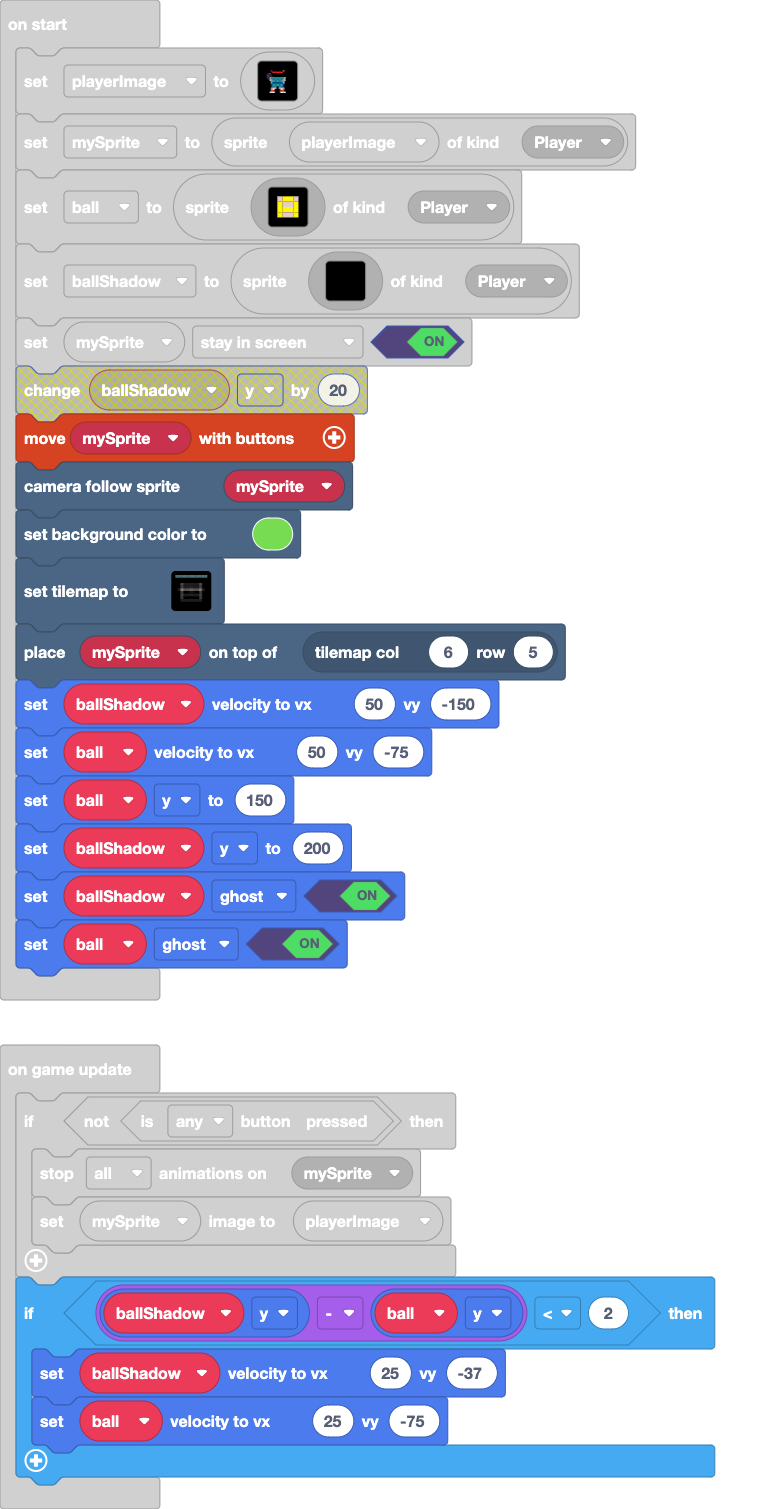 on start
set playerImage to
set mySprite to sprite playerImage of kind Player
set ball to sprite of kind Player
set ballShadow to sprite of kind Player
set mySprite stay in screen ON
change ballShadow y by 20
move mySprite with buttons
camera follow sprite mySprite
set background color to
set tilemap to
place mySprite on top of tilemap col 6 row 5
set ballShadow velocity to vx 50 vy -150
set ball velocity to vx 50 vy -75
set ball y to 150
set ballShadow y to 200
set ballShadow ghost ON
set ball ghost ON
on game update
if not is any button pressed then
stop all animations on mySprite
set mySprite image to playerImage
if ballShadow y - ball y < 2 then
set ballShadow velocity to vx 25 vy -37
set ball velocity to vx 25 vy -75